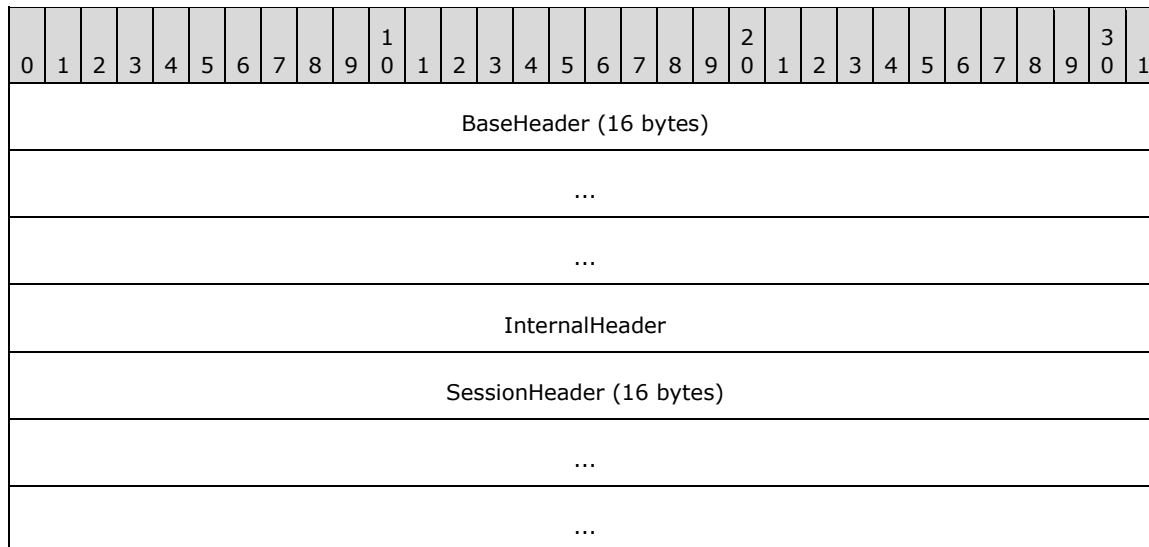 0 1 2 3 4 5 6 7 8 9 1 0 1 2 3 4 5 6 7 8 9 2 0 1 2 3 4 5 6 7 8 9 3 0 1
BaseHeader (16 bytes)
...
...
InternalHeader
SessionHeader (16 bytes)
...
...